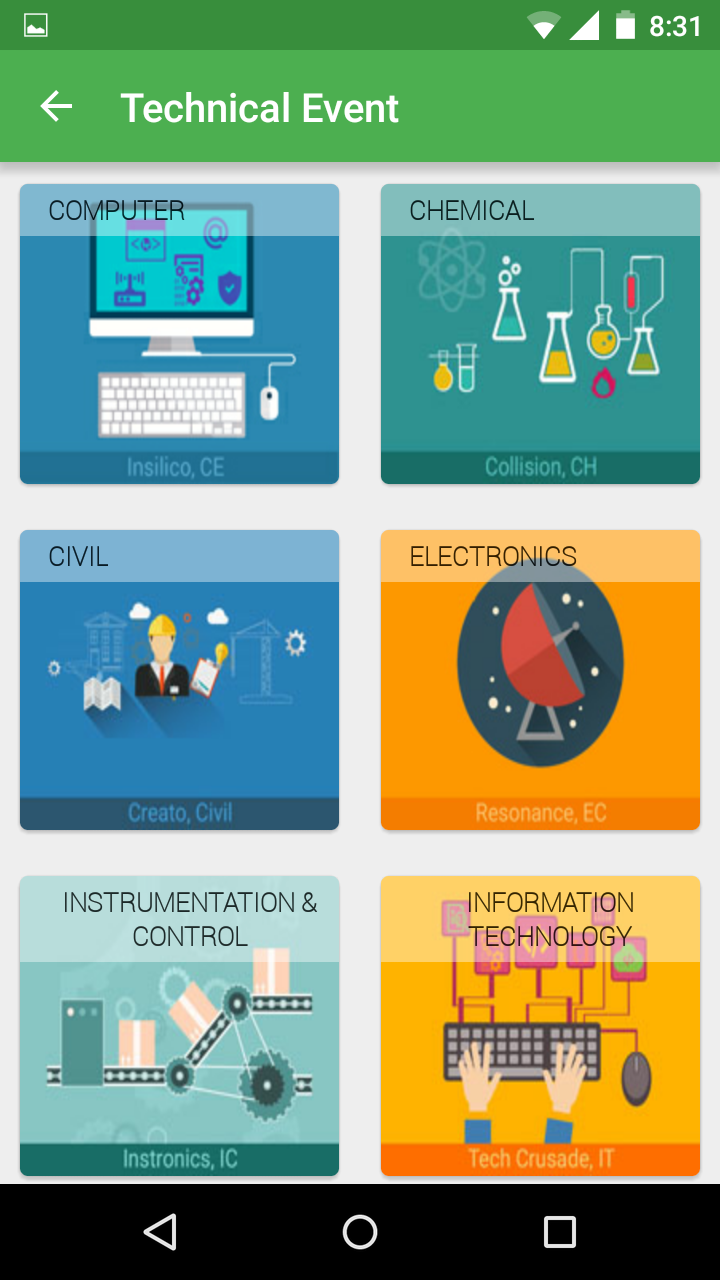 8:31
Technical Event
COMPUTER
Insilico, CE
CHEMICAL
Collision, CH
CIVIL
Creato, Civil
ELECTRONICS
Resonance, EC
INSTRUMENTATION &
CONTROL
Instronics, IC
INFORMATION
TECHNOLOGY
Tech Crusade, IT